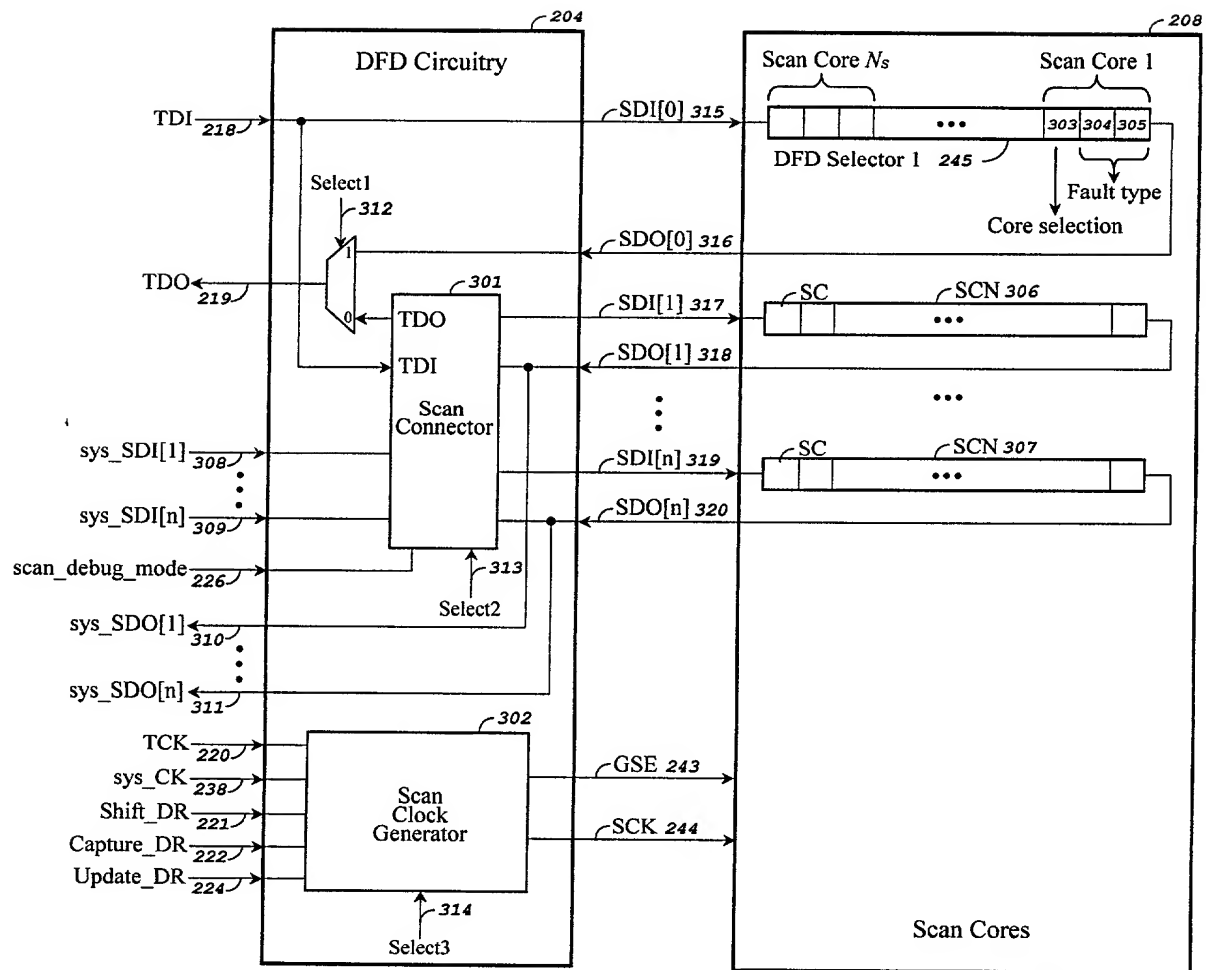 204
208
DFD Circuitry
Scan Core Ns
Scan Core 1
TDI
218
SDI[0] 315
•••
303 304 305
DFD Selector 1 245
Fault type
Core selection
Select1
312
1
SDO[0] 316
TDO
219
0
301
TDO
SDI[1] 317
SC
SCN 306
•••
TDI
SDO[1] 318
Scan
Connector
•••
sys_SDI[1]
308
SDI[n] 319
SC
SCN 307
•••
sys_SDI[n]
309
SDO[n] 320
scan_debug_mode
226
313
Select2
sys_SDO[1]
310
sys_SDO[n]
311
302
TCK
220
GSE 243
sys_CK
238
Scan
Clock
Generator
Shift_DR
221
SCK 244
Capture_DR
222
Update_DR
224
314
Select3
Scan Cores